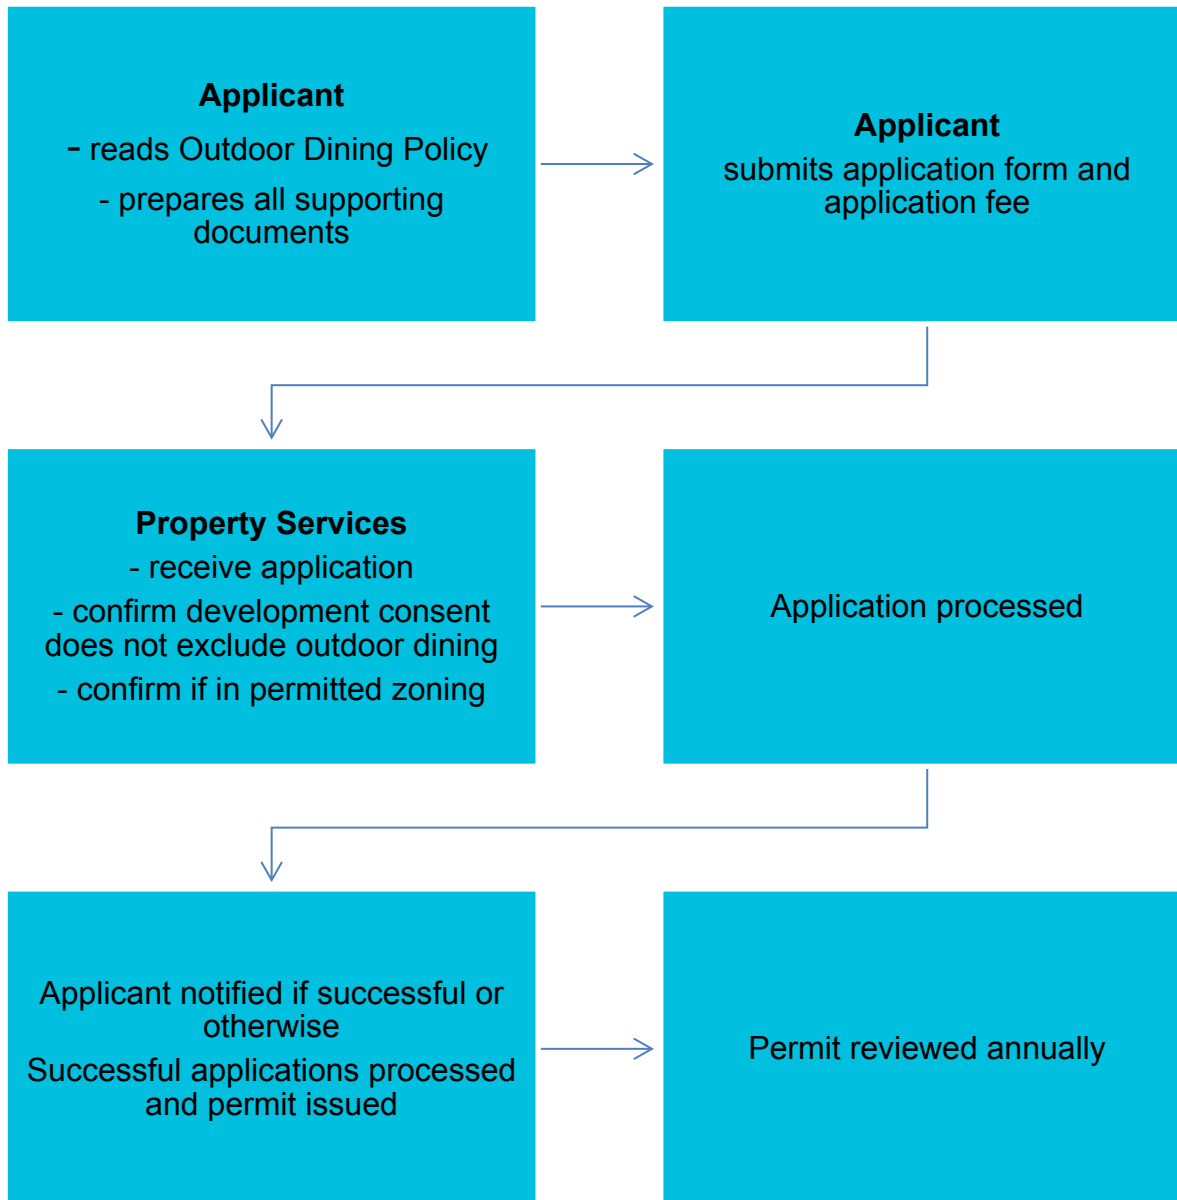 Applicant
- reads Outdoor Dining Policy
- prepares all supporting
documents
Applicant
submits application form and
application fee
Property Services
- receive application
- confirm development consent
does not exclude outdoor dining
- confirm if in permitted zoning
Application processed
Applicant notified if successful or
otherwise
Successful applications processed
and permit issued
Permit reviewed annually